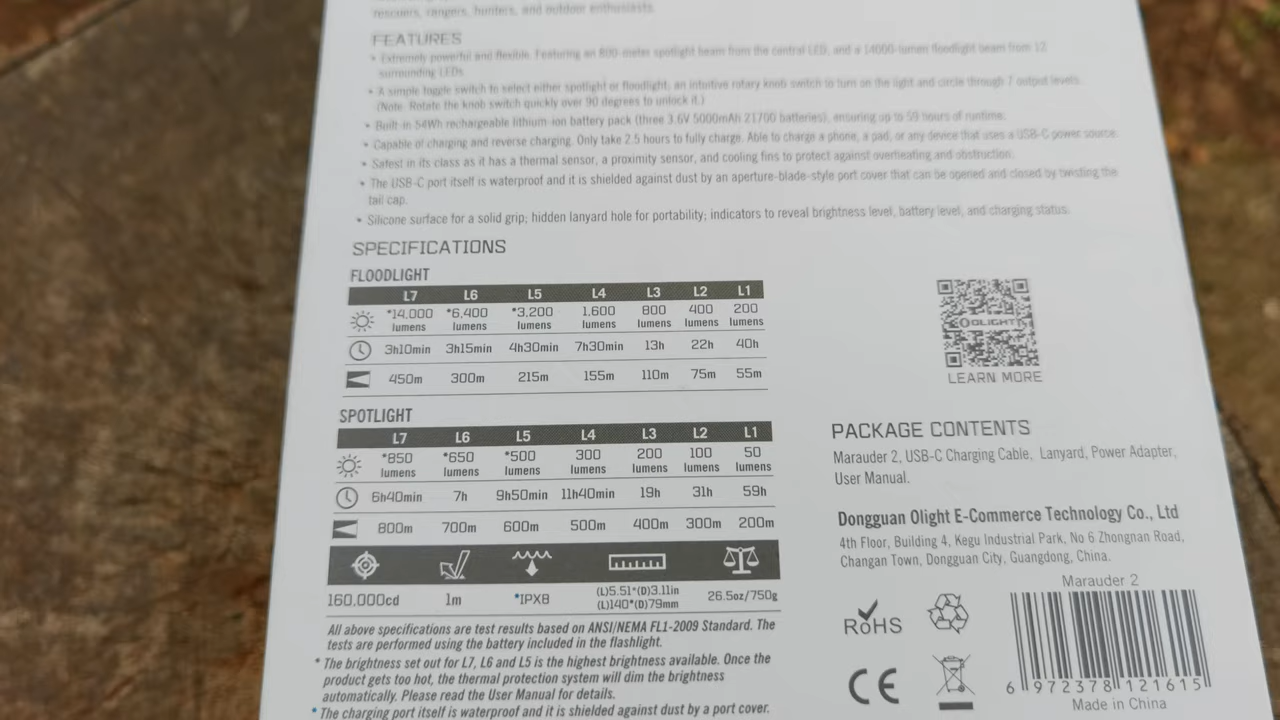 rescuers, rangers, hunters, and outdoor enthusiasts.
FEATURES
• Extremely powerful and flexible. Featuring an 800-meter spotlight beam from the central LED, and a 14000-lumen floodlight beam from 12
surrounding LEDs.
• A simple toggle switch to select either spotlight or floodlight; an intuitive rotary knob switch to turn on the light and circle through 7 output levels.
(Note: Rotate the knob switch quickly over 90 degrees to unlock it.)
• Built-in 54Wh rechargeable lithium-ion battery pack (three 3.6V 5000mAh 21700 batteries), ensuring up to 59 hours of runtime.
• Capable of charging and reverse charging. Only take 2.5 hours to fully charge. Able to charge a phone, a pad, or any device that uses a USB-C power source.
• Safest in its class as it has a thermal sensor, a proximity sensor, and cooling fins to protect against overheating and obstruction.
• The USB-C port itself is waterproof and it is shielded against dust by an aperture-blade-style port cover that can be opened and closed by twisting the
tail cap.
• Silicone surface for a solid grip; hidden lanyard hole for portability; indicators to reveal brightness level, battery level, and charging status.
SPECIFICATIONS
FLOODLIGHT
L7 L6 L5 L4 L3 L2 L1
*14,000 lumens *6,400 lumens *3,200 lumens 1,600 lumens 800 lumens 400 lumens 200 lumens
3h10min 3h15min 4h30min 7h30min 13h 22h 40h
450m 300m 215m 155m 110m 75m 55m
SPOTLIGHT
L7 L6 L5 L4 L3 L2 L1
*850 lumens *650 lumens *500 lumens 300 lumens 200 lumens 100 lumens 50 lumens
6h40min 7h 9h50min 11h40min 19h 31h 59h
800m 700m 600m 500m 400m 300m 200m
160,000cd 1m *IPX8 (L)5.51*(D)3.11in (L)140*(D)79mm 26.5oz/750g
All above specifications are test results based on ANSI/NEMA FL1-2009 Standard. The
tests are performed using the battery included in the flashlight.
* The brightness set out for L7, L6 and L5 is the highest brightness available. Once the
product gets too hot, the thermal protection system will dim the brightness
automatically. Please read the User Manual for details.
* The charging port itself is waterproof and it is shielded against dust by a port cover.
OLIGHT
LEARN MORE
PACKAGE CONTENTS
Marauder 2, USB-C Charging Cable, Lanyard, Power Adapter,
User Manual.
Dongguan Olight E-Commerce Technology Co., Ltd
4th Floor, Building 4, Kegu Industrial Park, No 6 Zhongnan Road,
Changan Town, Dongguan City, Guangdong, China.
Marauder 2
RoHS
CE
6 972378 121615
Made in China